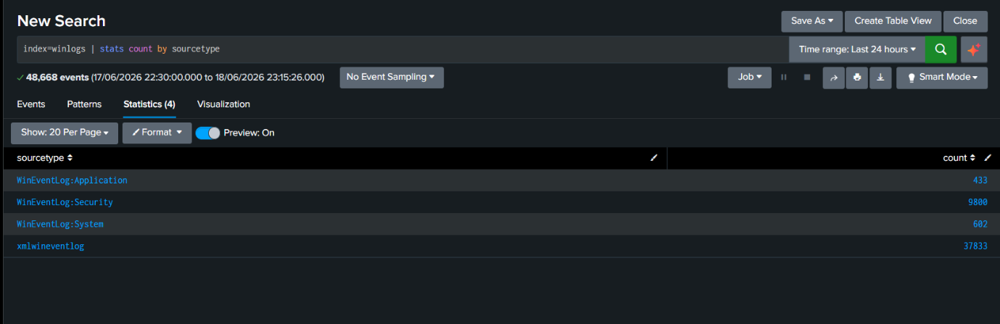 New Search
Save As Create Table View Close
index=winlogs | stats count by sourcetype
Time range: Last 24 hours
48,668 events (17/06/2026 22:30:00.000 to 18/06/2026 23:15:26.000)
No Event Sampling
Job
Smart Mode
Events Patterns Statistics (4) Visualization
Show: 20 Per Page Format Preview: On
sourcetype count
WinEventLog:Application 433
WinEventLog:Security 9800
WinEventLog:System 602
xmlwineventlog 37833